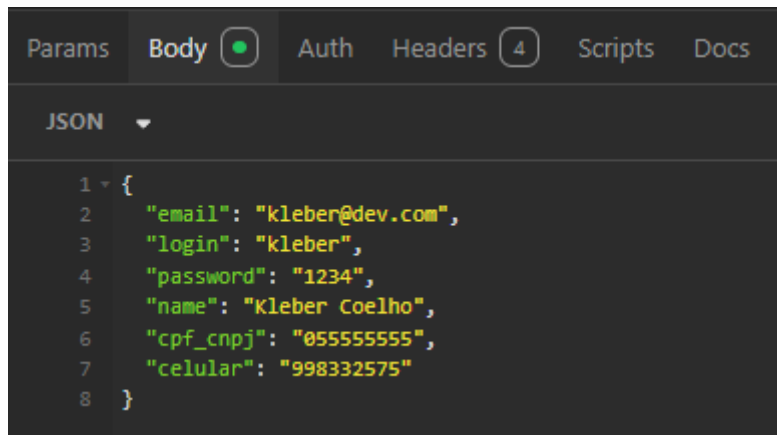 Params Body Auth Headers 4 Scripts Docs
JSON
1 {
2 "email": "kleber@dev.com",
3 "login": "kleber",
4 "password": "1234",
5 "name": "Kleber Coelho",
6 "cpf_cnpj": "055555555",
7 "celular": "998332575"
8 }